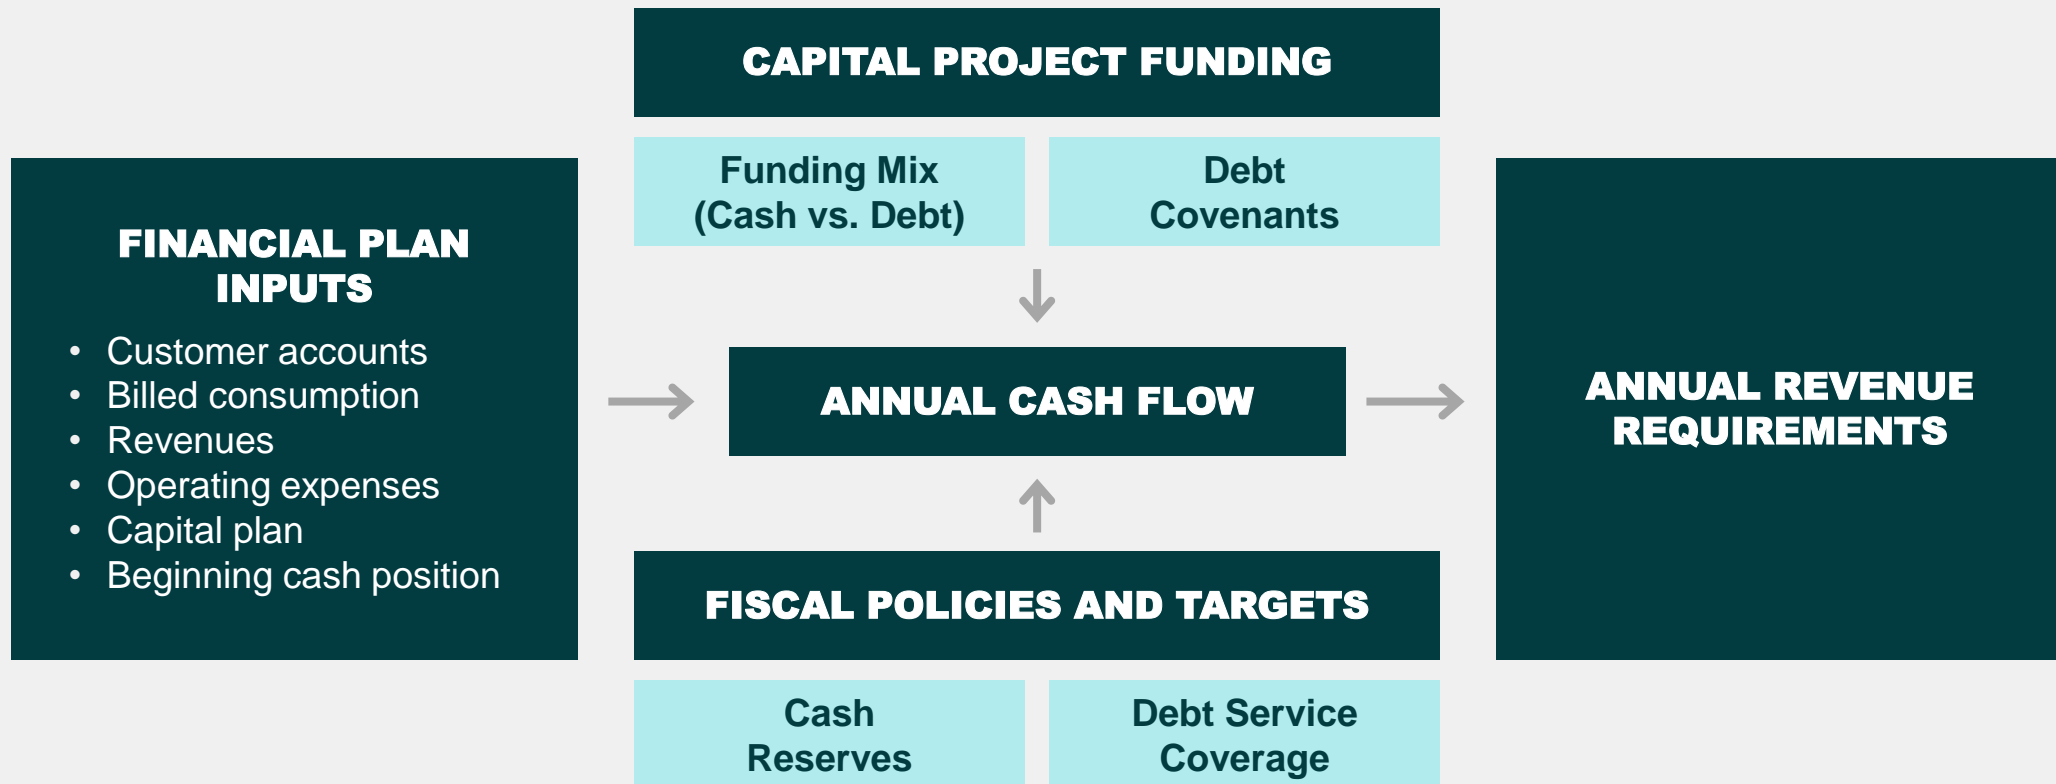 CAPITAL PROJECT FUNDING
Funding Mix
(Cash vs. Debt)
Debt
Covenants
FINANCIAL PLAN
INPUTS
• Customer accounts
• Billed consumption
• Revenues
• Operating expenses
• Capital plan
• Beginning cash position
ANNUAL CASH FLOW
ANNUAL REVENUE
REQUIREMENTS
FISCAL POLICIES AND TARGETS
Cash
Reserves
Debt Service
Coverage